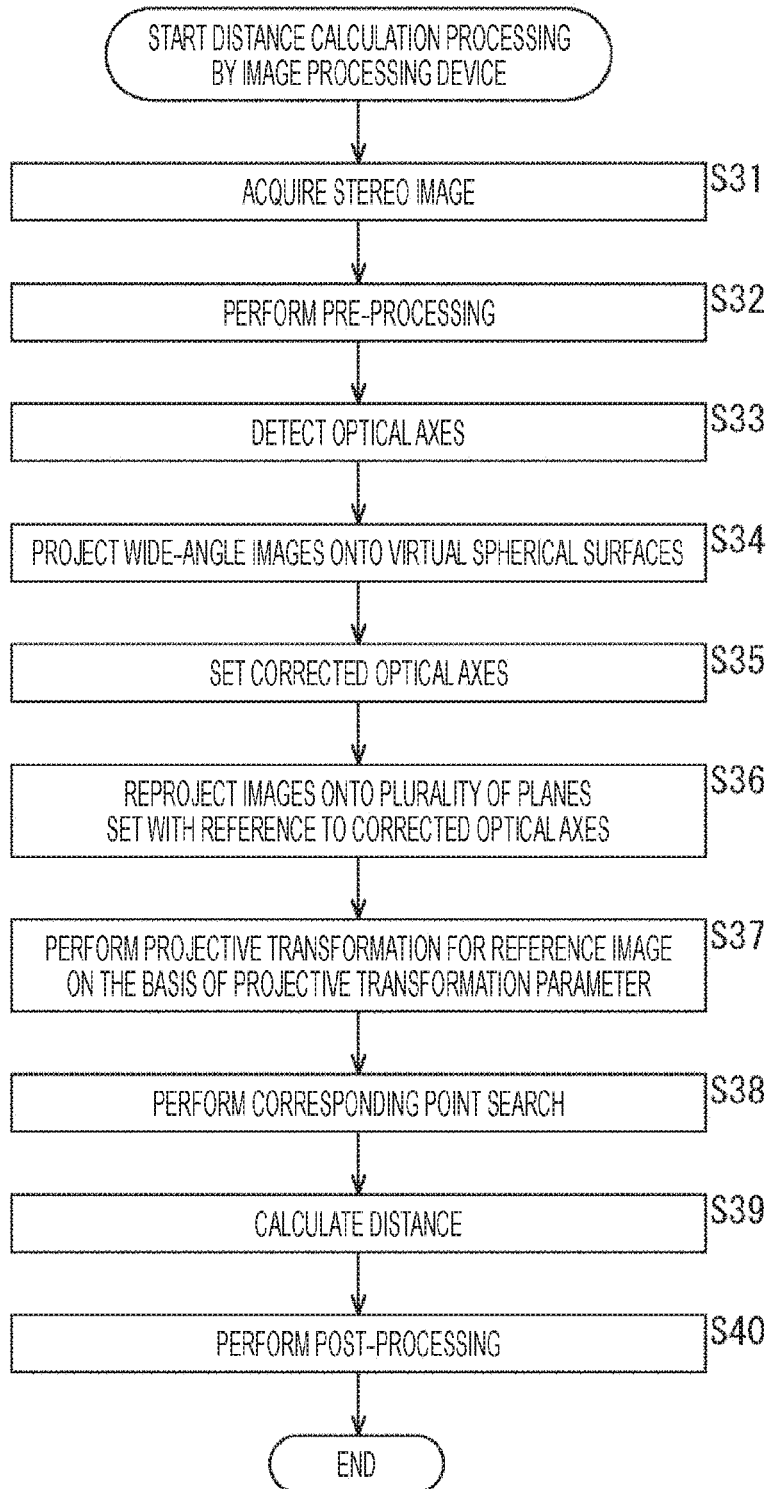 START DISTANCE CALCULATION PROCESSING
BY IMAGE PROCESSING DEVICE
S31
ACQUIRE STEREO IMAGE
S32
PERFORM PRE-PROCESSING
S33
DETECT OPTICAL AXES
S34
PROJECT WIDE-ANGLE IMAGES ONTO VIRTUAL SPHERICAL SURFACES
S35
SET CORRECTED OPTICAL AXES
S36
REPROJECT IMAGES ONTO PLURALITY OF PLANES
SET WITH REFERENCE TO CORRECTED OPTICAL AXES
S37
PERFORM PROJECTIVE TRANSFORMATION FOR REFERENCE IMAGE
ON THE BASIS OF PROJECTIVE TRANSFORMATION PARAMETER
S38
PERFORM CORRESPONDING POINT SEARCH
S39
CALCULATE DISTANCE
S40
PERFORM POST-PROCESSING
END